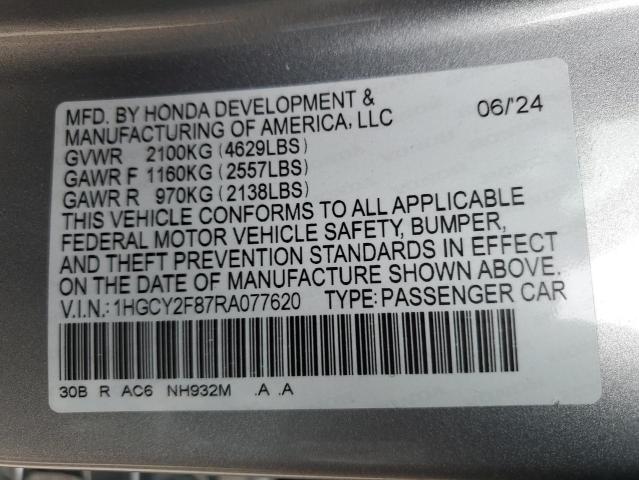 MFD. BY HONDA DEVELOPMENT &
MANUFACTURING OF AMERICA, LLC 06/'24
GVWR 2100KG (4629LBS)
GAWR F 1160KG (2557LBS)
GAWR R 970KG (2138LBS)
THIS VEHICLE CONFORMS TO ALL APPLICABLE
FEDERAL MOTOR VEHICLE SAFETY, BUMPER,
AND THEFT PREVENTION STANDARDS IN EFFECT
ON THE DATE OF MANUFACTURE SHOWN ABOVE.
V.I.N.: 1HGCY2F87RA077620 TYPE: PASSENGER CAR
30B R AC6 NH932M .A .A